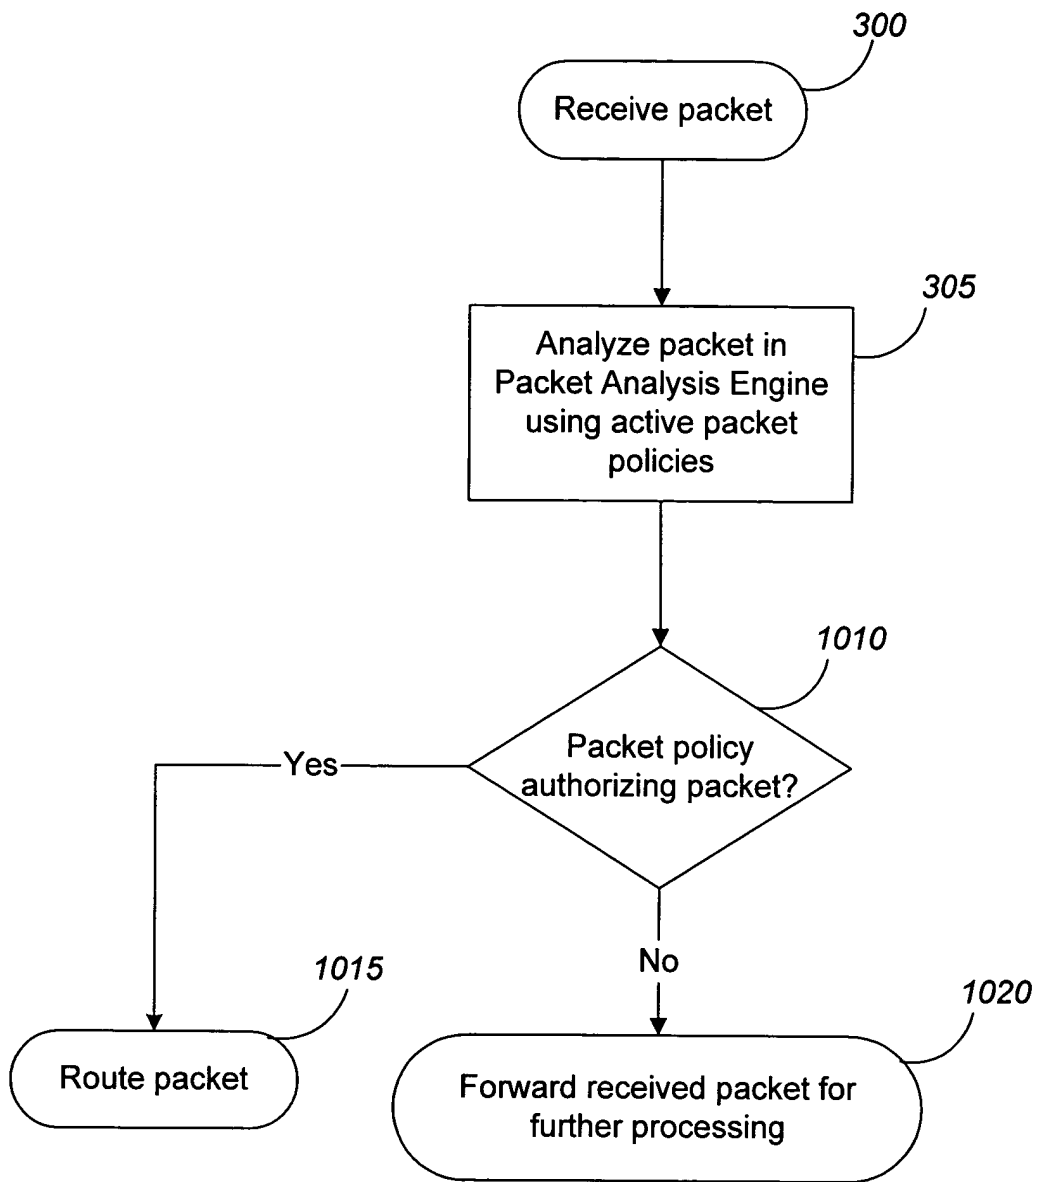 300
Receive packet
305
Analyze packet in
Packet Analysis Engine
using active packet
policies
1010
Packet policy
authorizing packet?
Yes
No
1015
Route packet
1020
Forward received packet for
further processing